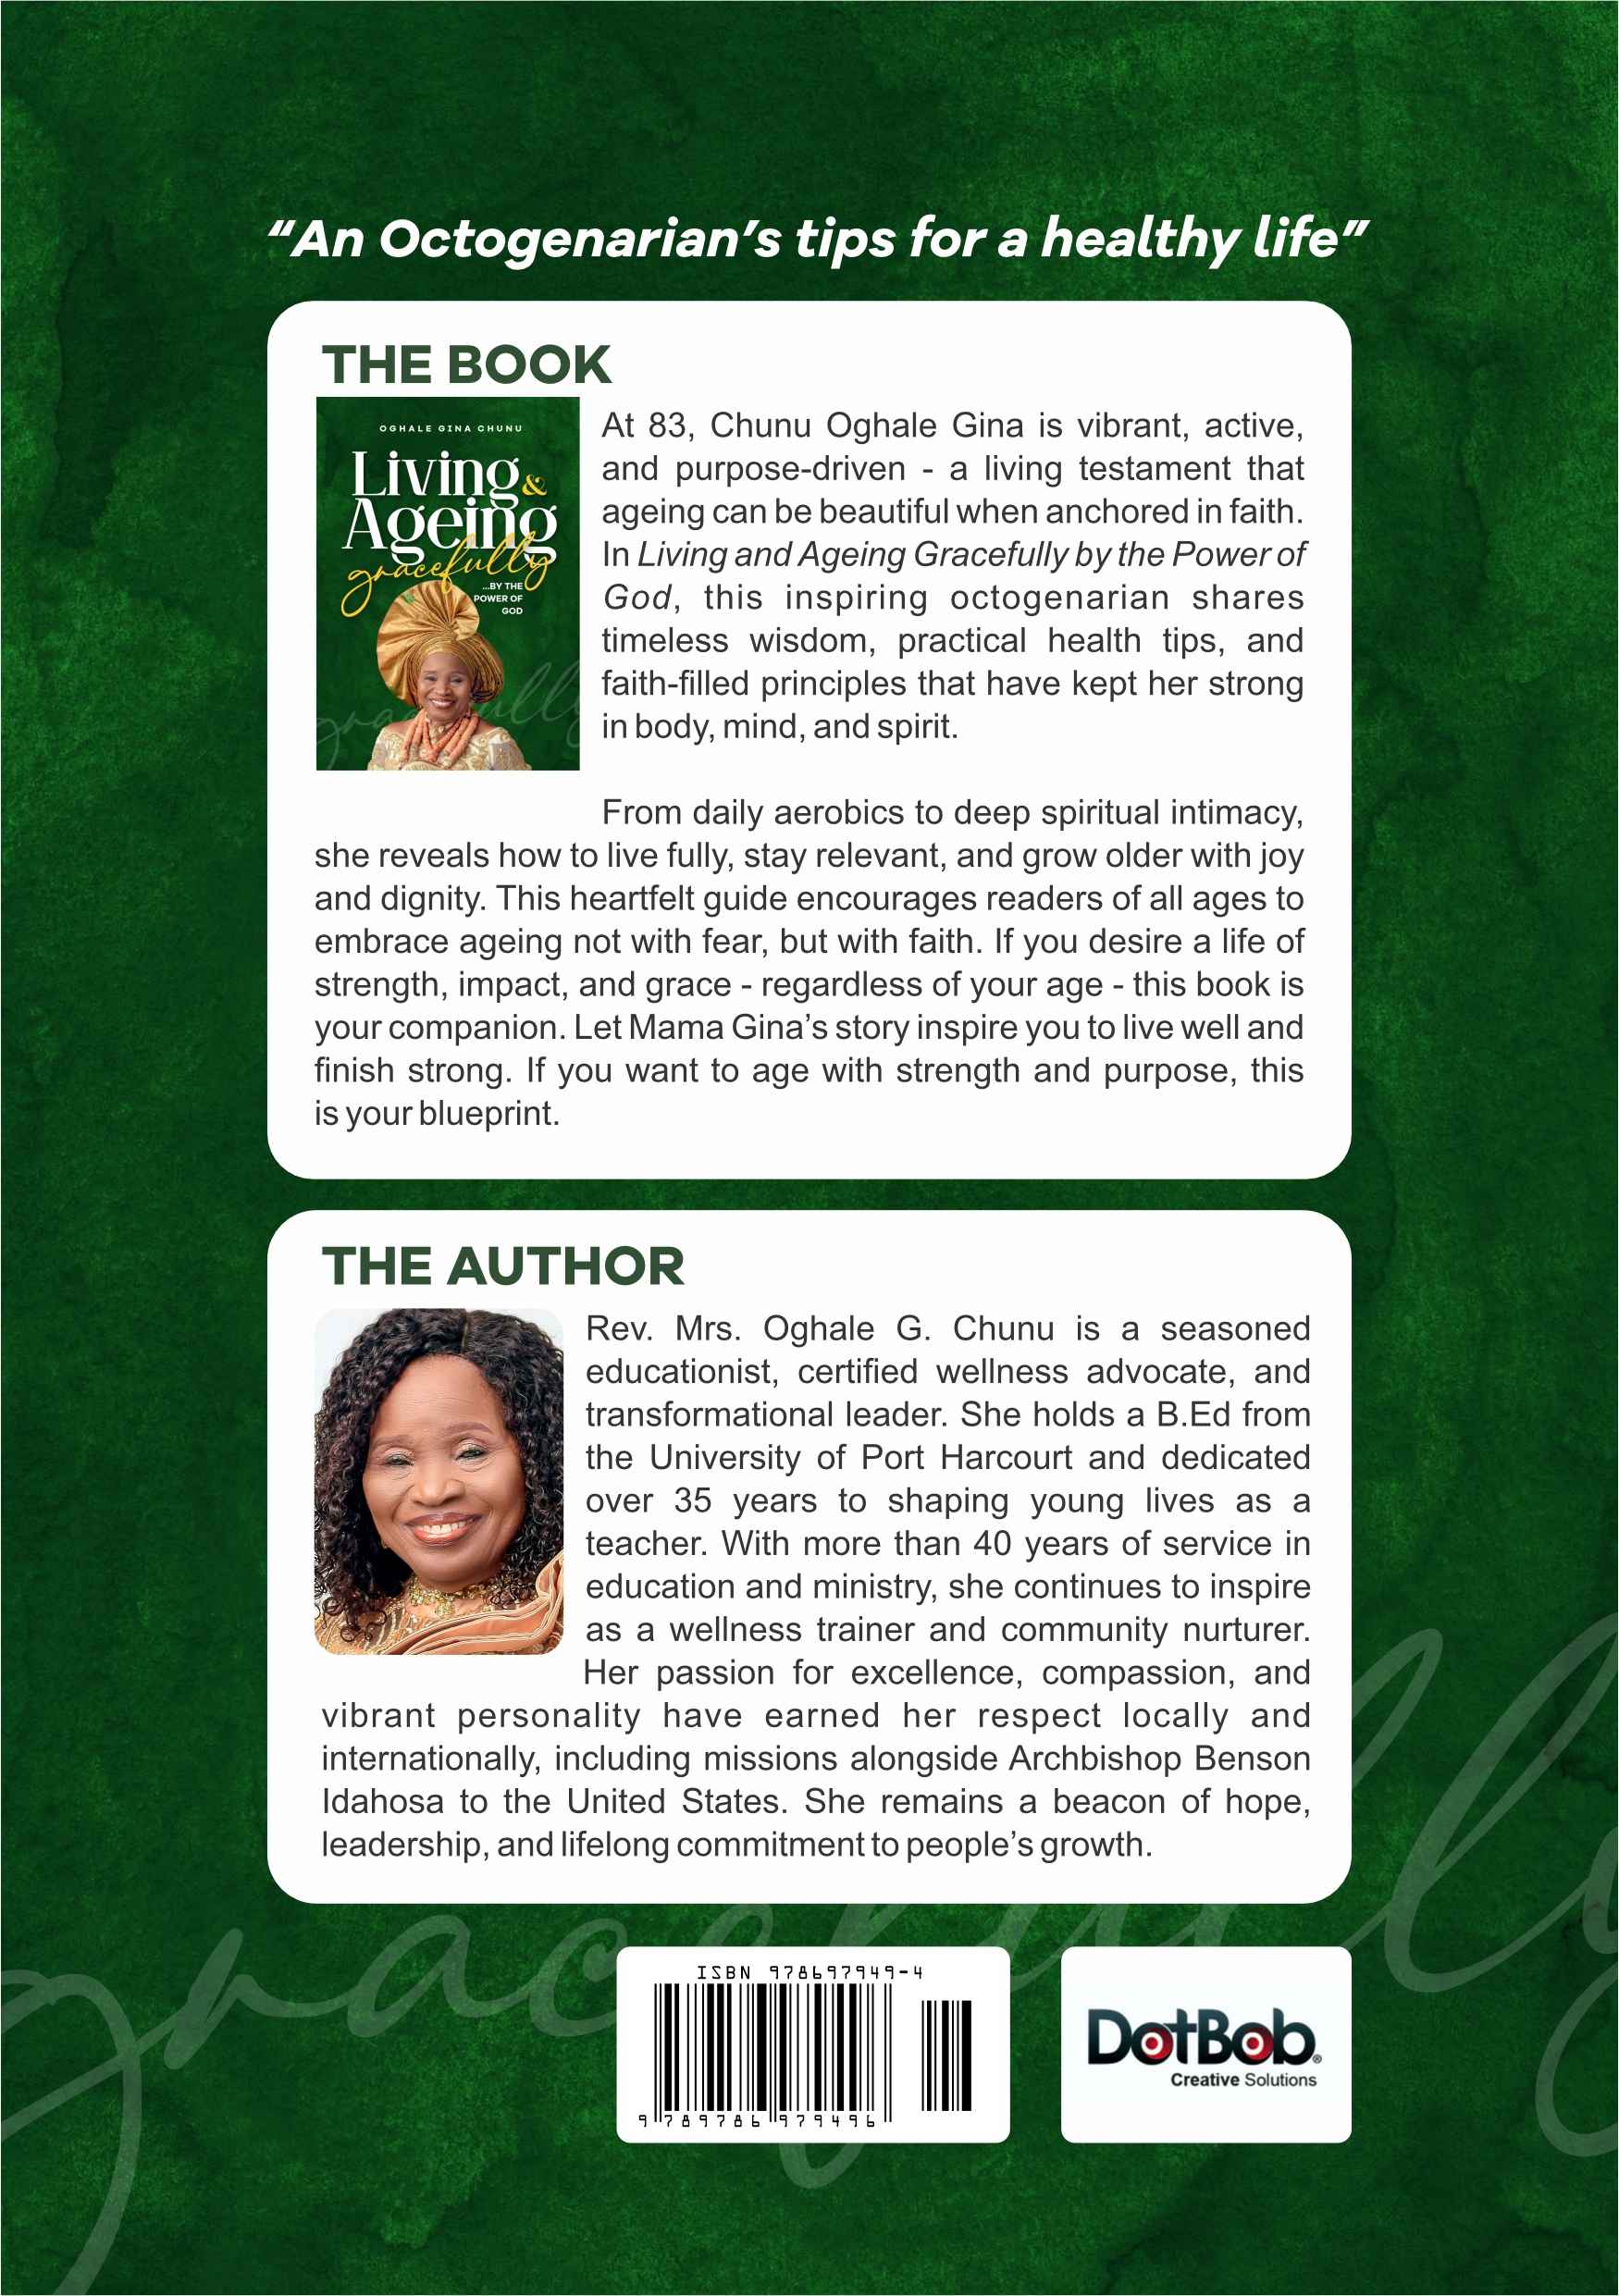 “An Octogenarian’s tips for a healthy life”
THE BOOK
OGHALE GINA CHUNU
Living &
Ageing
gracefully
...BY THE
POWER OF
GOD
At 83, Chunu Oghale Gina is vibrant, active,
and purpose-driven - a living testament that
ageing can be beautiful when anchored in faith.
In Living and Ageing Gracefully by the Power of
God, this inspiring octogenarian shares
timeless wisdom, practical health tips, and
faith-filled principles that have kept her strong
in body, mind, and spirit.
From daily aerobics to deep spiritual intimacy,
she reveals how to live fully, stay relevant, and grow older with joy
and dignity. This heartfelt guide encourages readers of all ages to
embrace ageing not with fear, but with faith. If you desire a life of
strength, impact, and grace - regardless of your age - this book is
your companion. Let Mama Gina’s story inspire you to live well and
finish strong. If you want to age with strength and purpose, this
is your blueprint.
THE AUTHOR
Rev. Mrs. Oghale G. Chunu is a seasoned
educationist, certified wellness advocate, and
transformational leader. She holds a B.Ed from
the University of Port Harcourt and dedicated
over 35 years to shaping young lives as a
teacher. With more than 40 years of service in
education and ministry, she continues to inspire
as a wellness trainer and community nurturer.
Her passion for excellence, compassion, and
vibrant personality have earned her respect locally and
internationally, including missions alongside Archbishop Benson
Idahosa to the United States. She remains a beacon of hope,
leadership, and lifelong commitment to people’s growth.
gracefully
ISBN 978697949-4
9 789786 979496
DotBob®
Creative Solutions